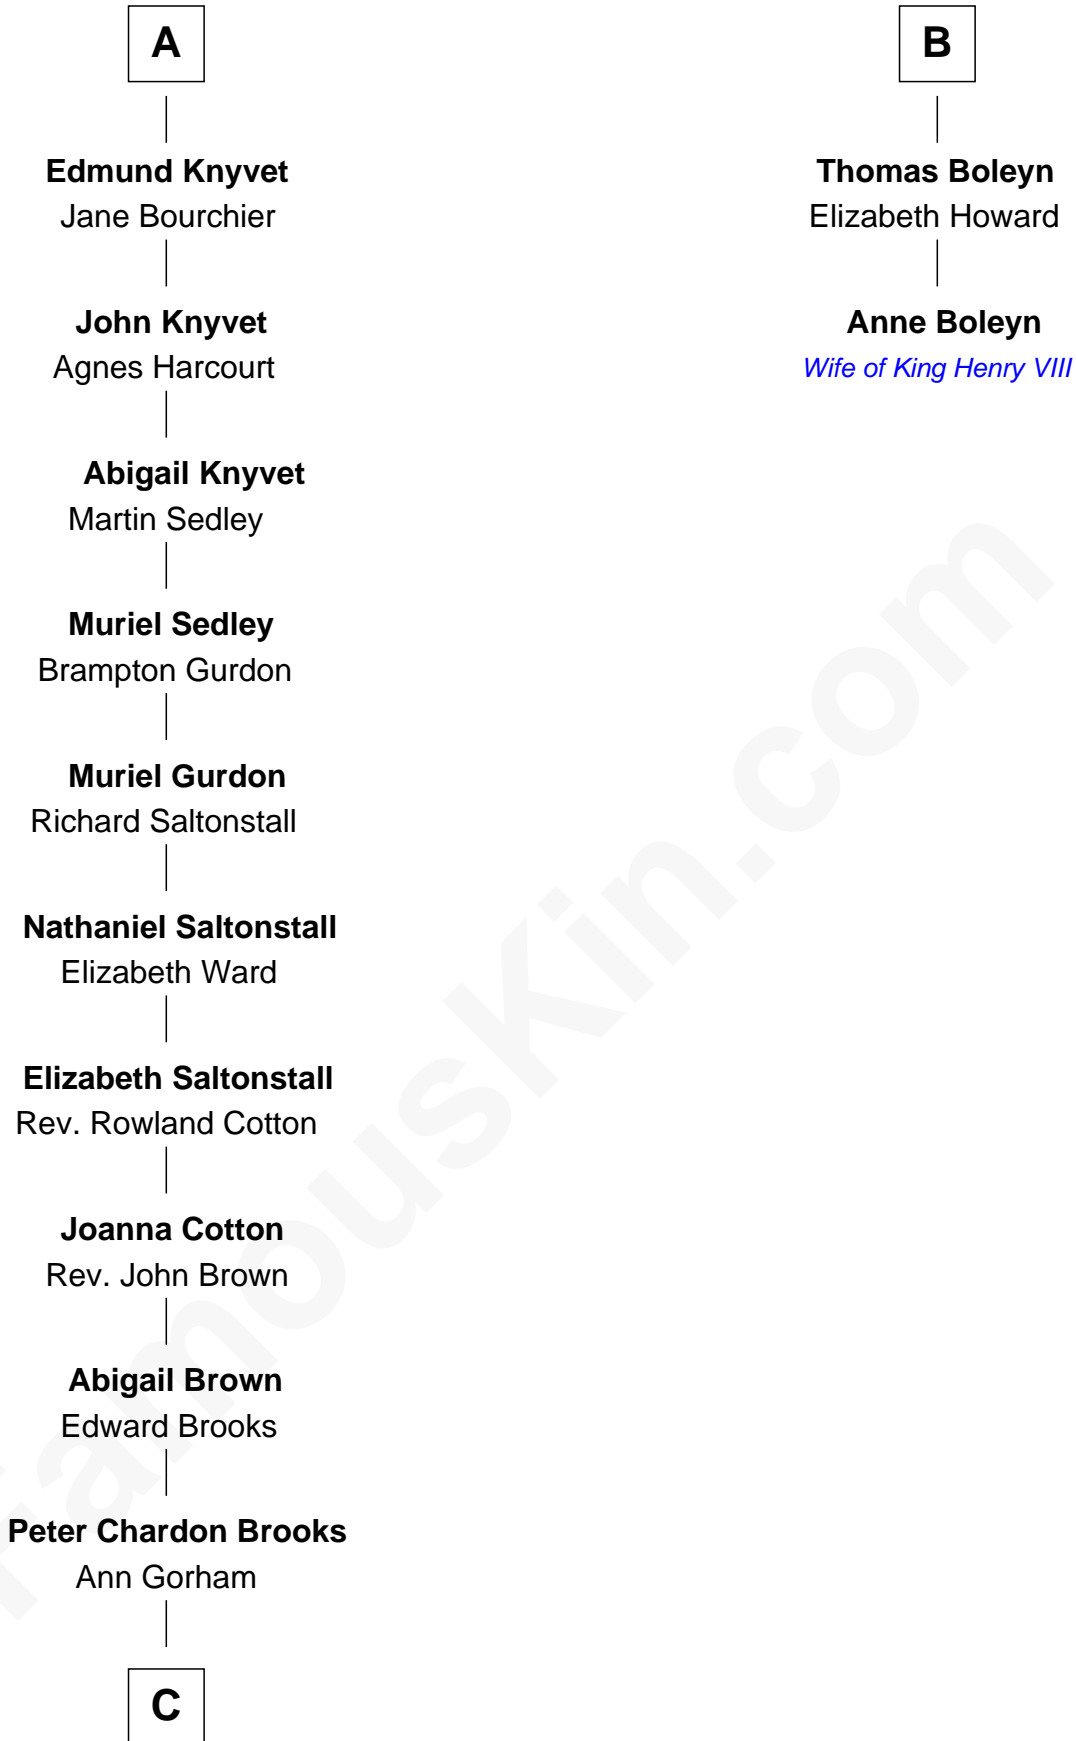 A
Edmund Knyvet
Jane Bourchier
John Knyvet
Agnes Harcourt
Abigail Knyvet
Martin Sedley
Muriel Sedley
Brampton Gurdon
Muriel Gurdon
Richard Saltonstall
Nathaniel Saltonstall
Elizabeth Ward
Elizabeth Saltonstall
Rev. Rowland Cotton
Joanna Cotton
Rev. John Brown
Abigail Brown
Edward Brooks
Peter Chardon Brooks
Ann Gorham
C
B
Thomas Boleyn
Elizabeth Howard
Anne Boleyn
Wife of King Henry VIII
FamousKin.com